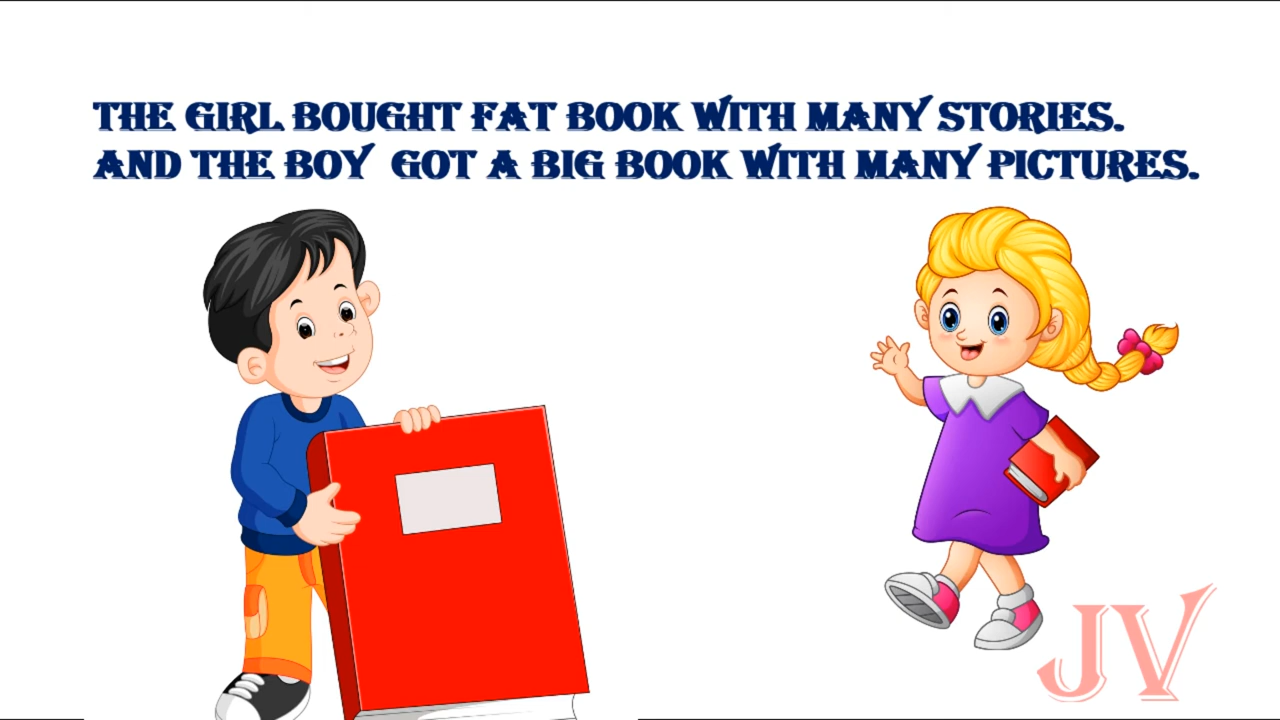 THE GIRL BOUGHT FAT BOOK WITH MANY STORIES.
AND THE BOY GOT A BIG BOOK WITH MANY PICTURES.
JV